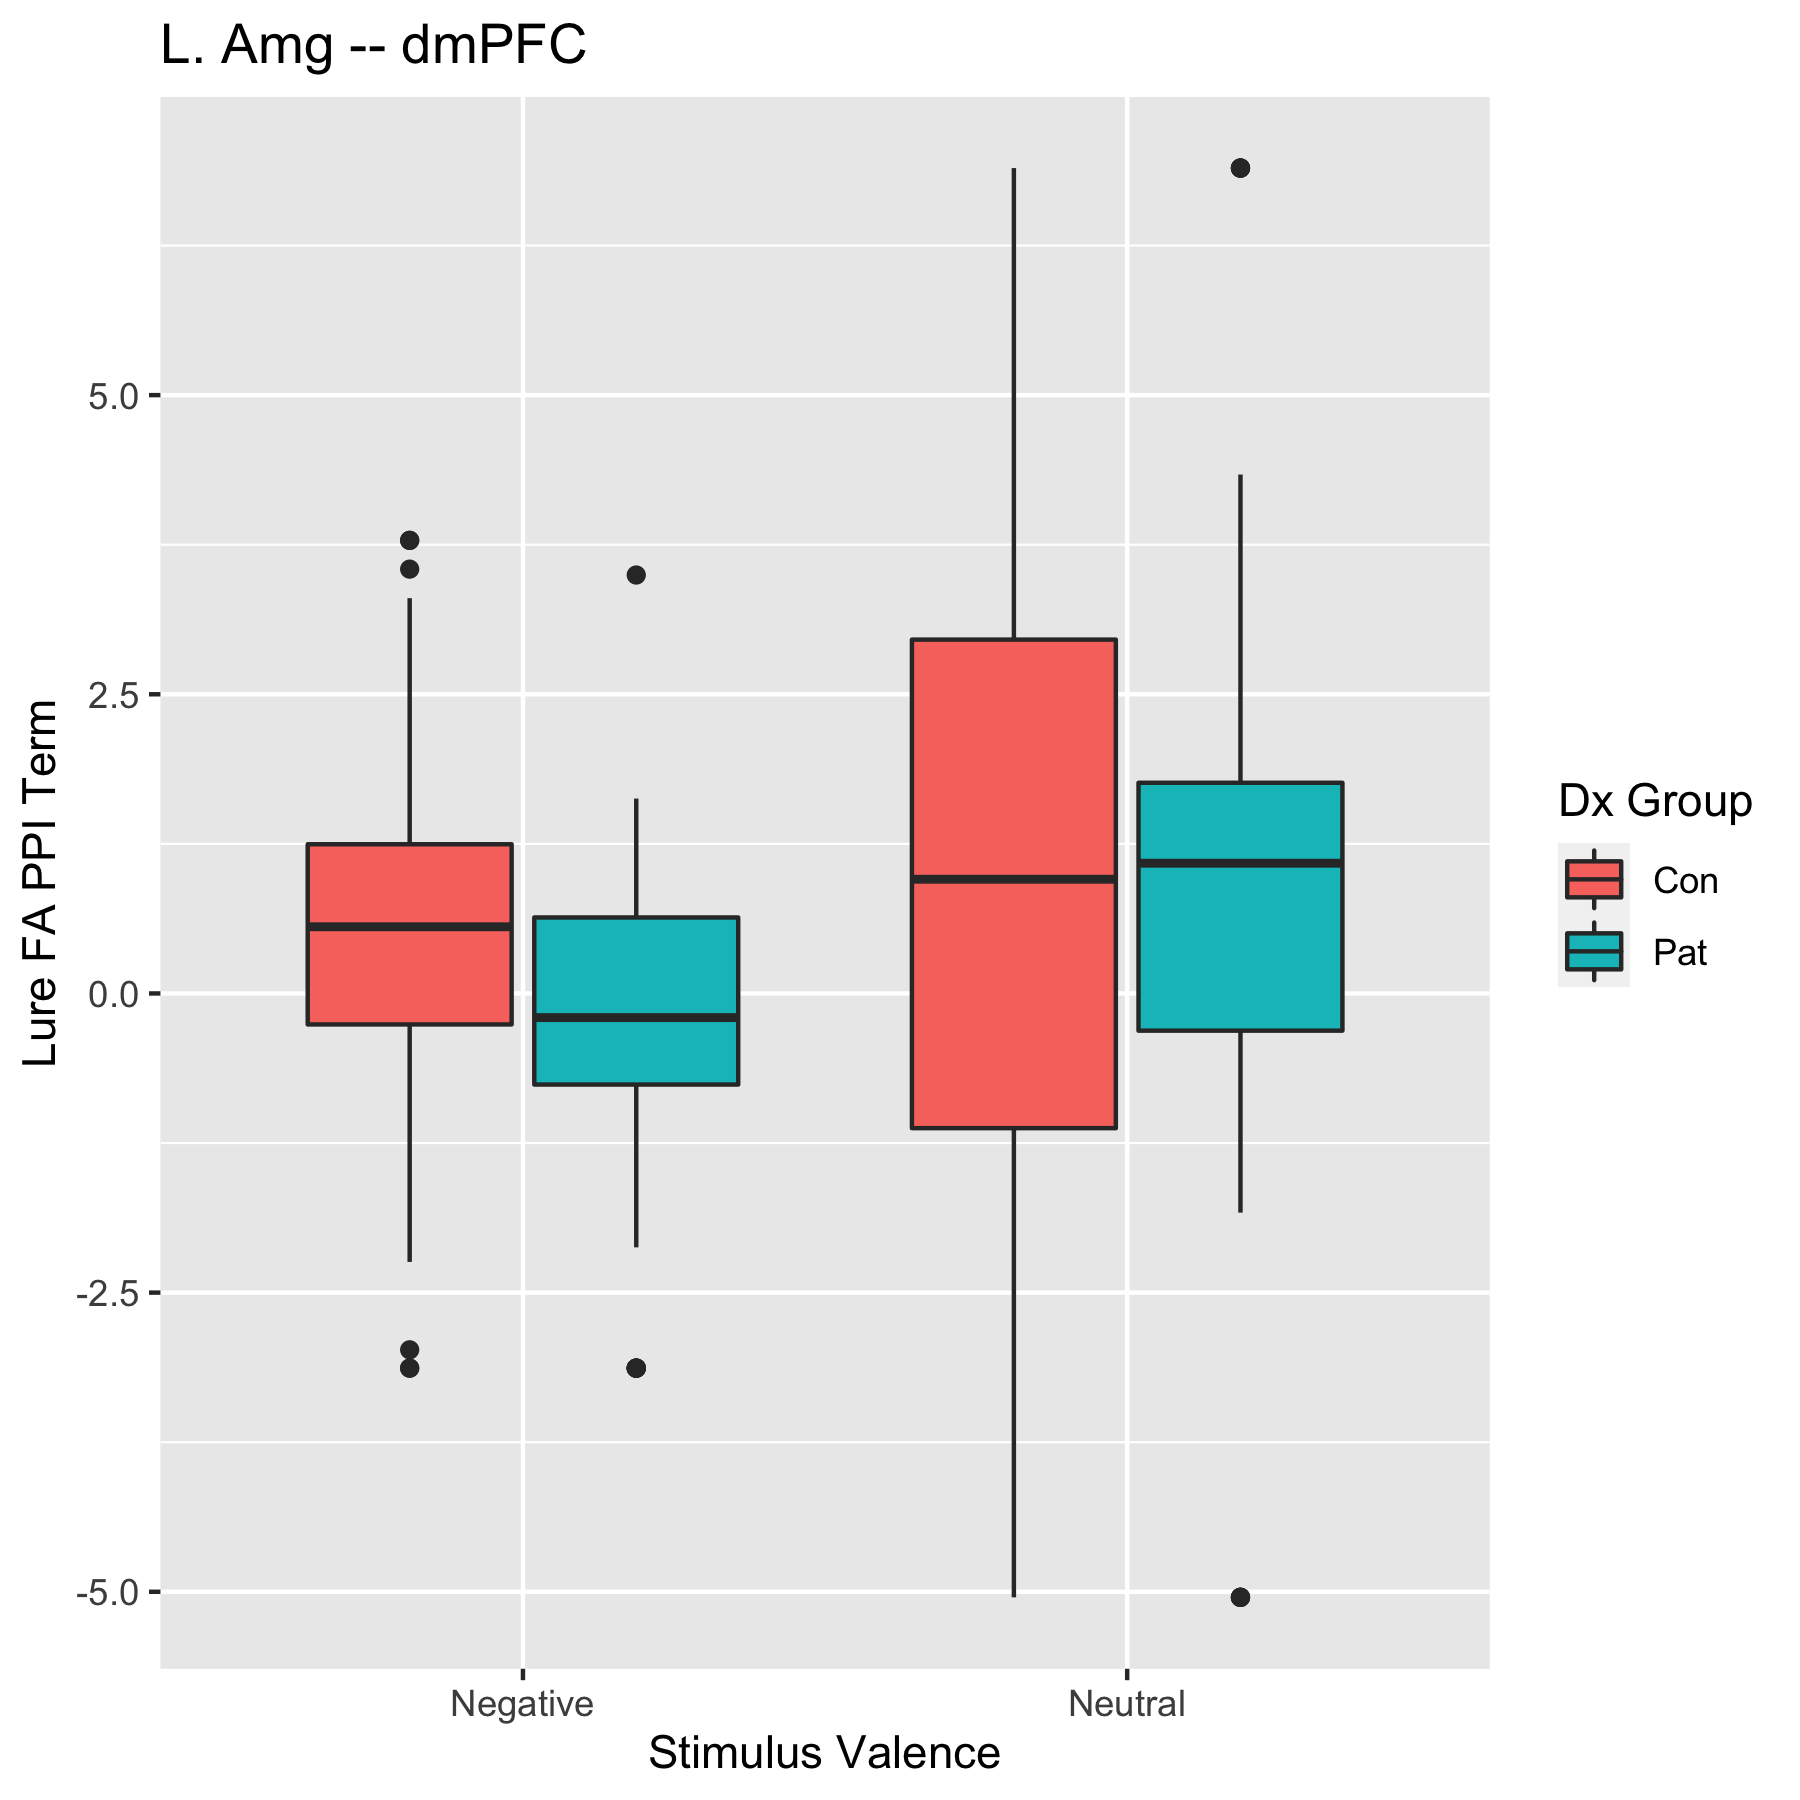 L. Amg -- dmPFC
Lure FA PPI Term
5.0
2.5
0.0
-2.5
-5.0
Negative
Neutral
Stimulus Valence
Dx Group
Con
Pat